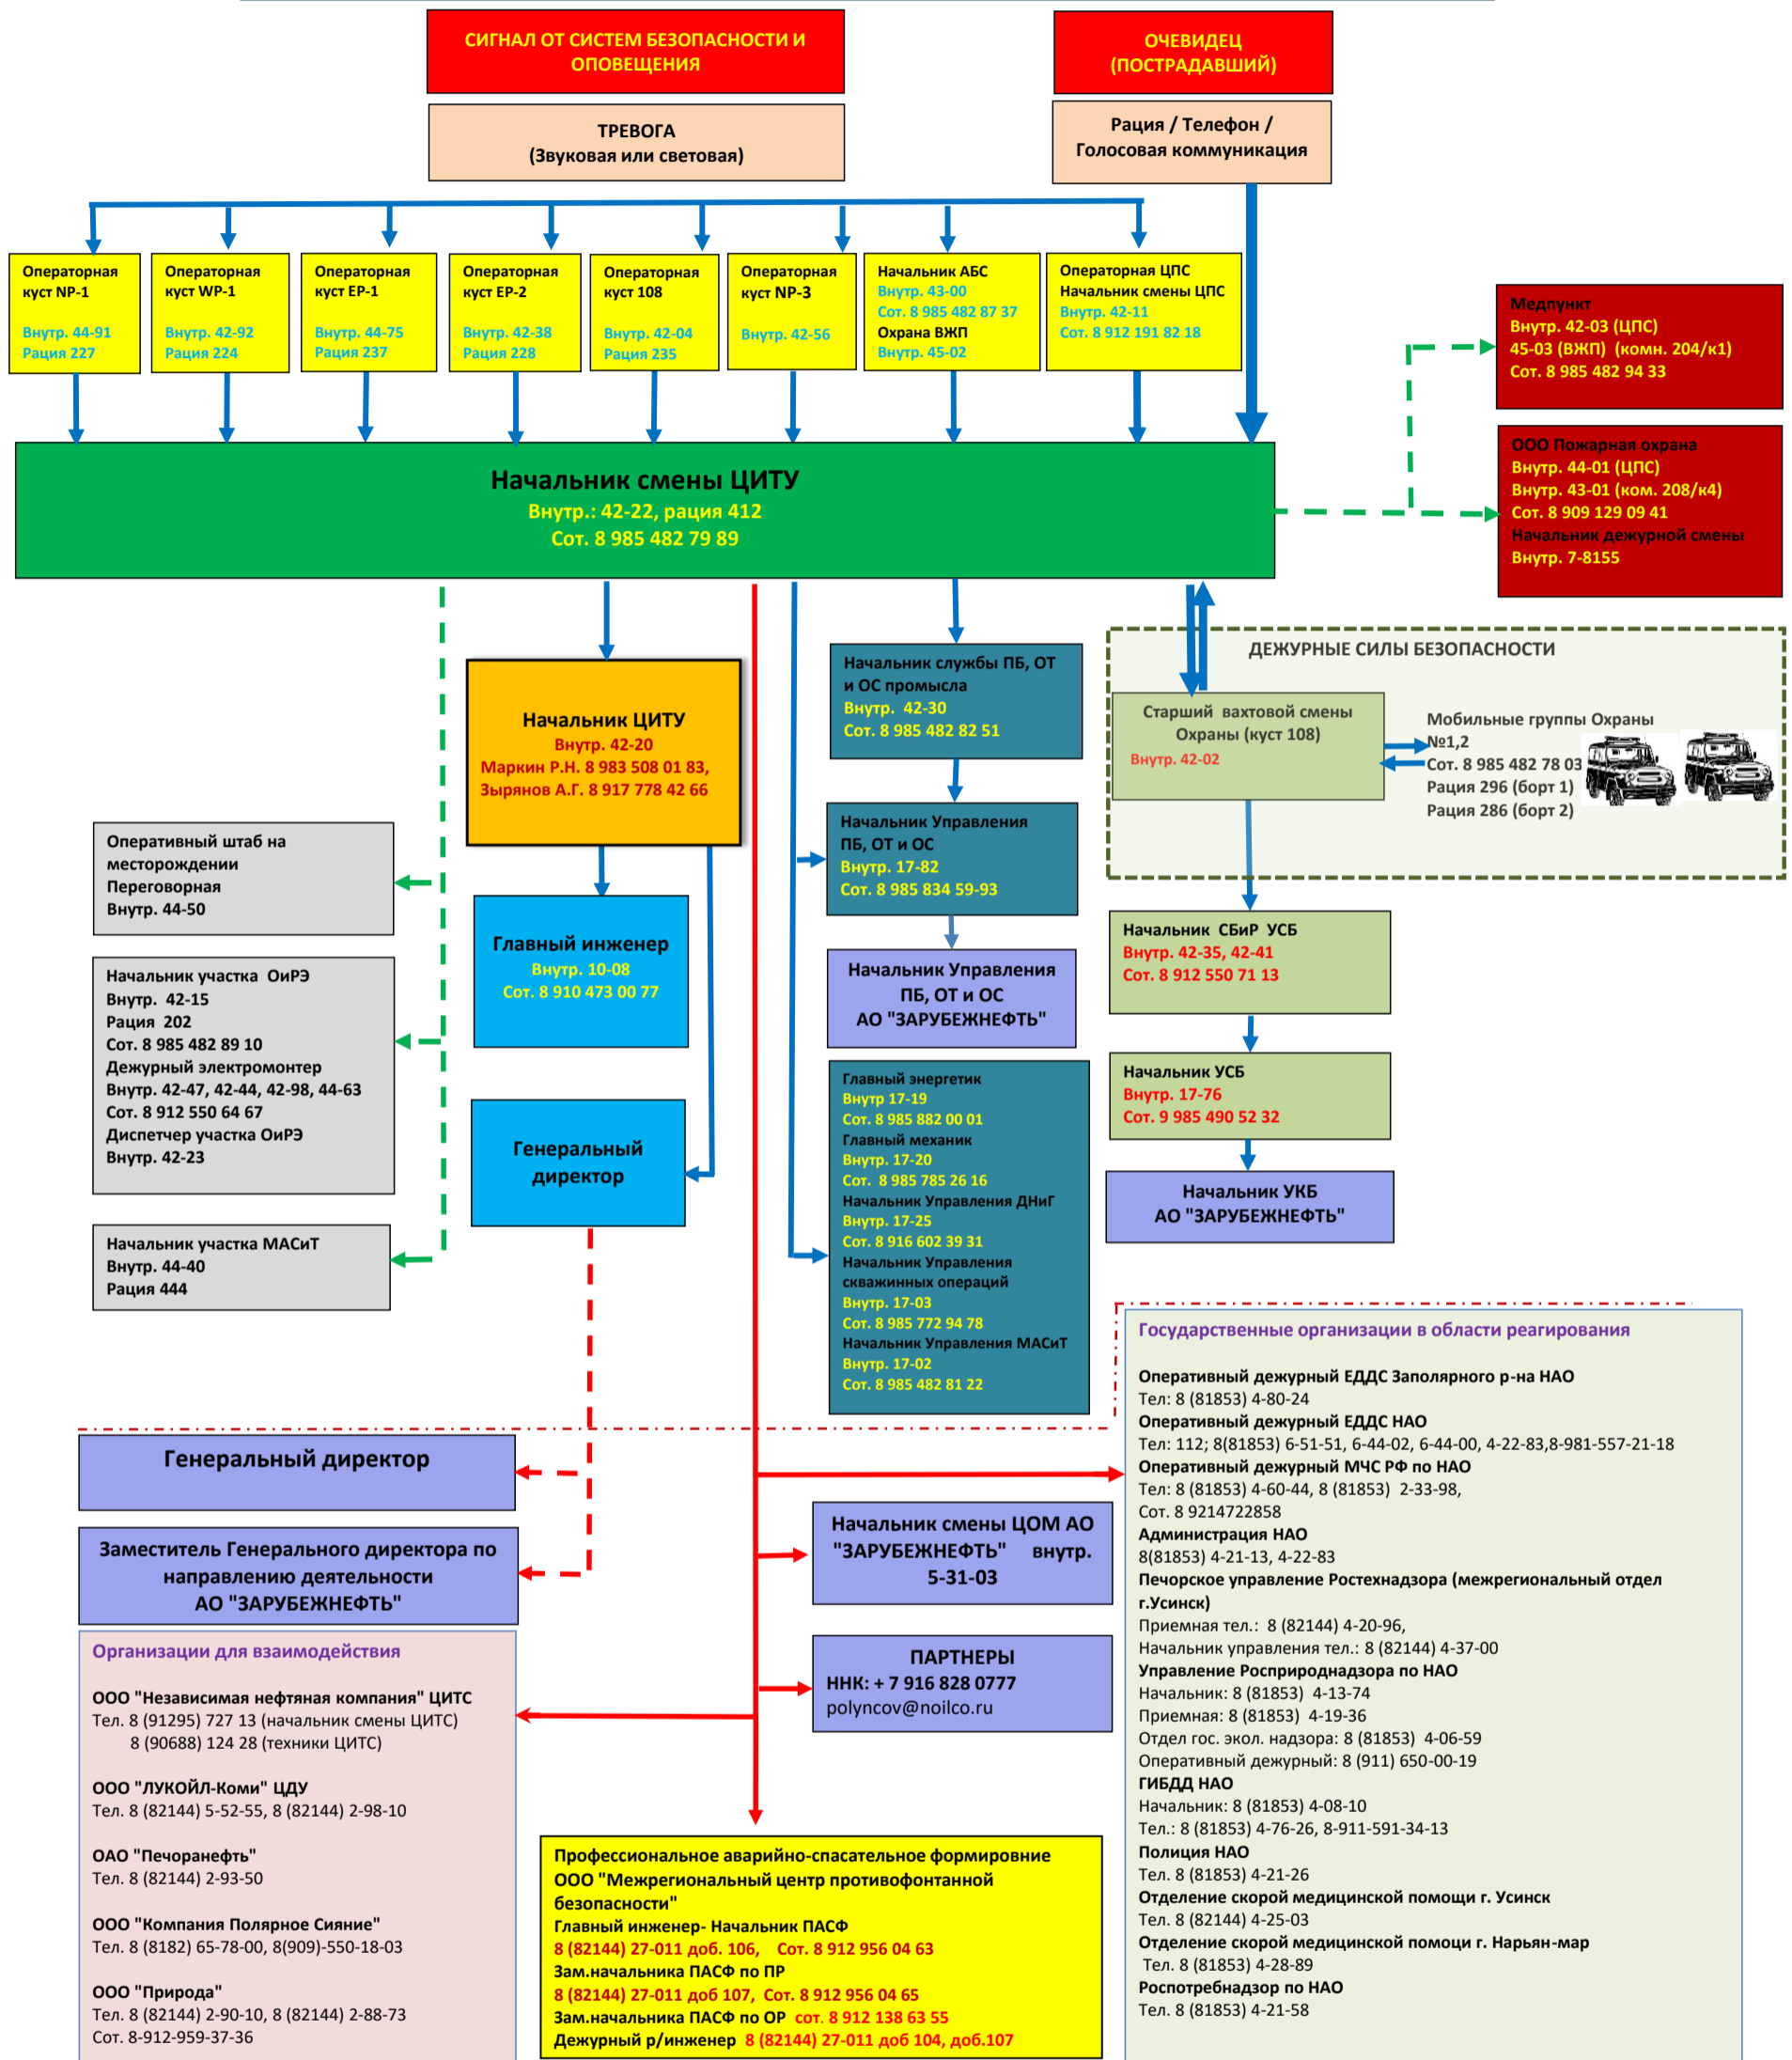 СИГНАЛ ОТ СИСТЕМ БЕЗОПАСНОСТИ И
ОПОВЕЩЕНИЯ
ОЧЕВИДЕЦ
(ПОСТРАДАВШИЙ)
ТРЕВОГА
(Звуковая или световая)
Рация / Телефон /
Голосовая коммуникация
Операторная
куст NP-1
Внутр. 44-91
Рация 227
Операторная
куст WP-1
Внутр. 42-92
Рация 224
Операторная
куст EP-1
Внутр. 44-75
Рация 237
Операторная
куст EP-2
Внутр. 42-38
Рация 228
Операторная
куст 108
Внутр. 42-04
Рация 235
Операторная
куст NP-3
Внутр. 42-56
Начальник АБС
Внутр. 43-00
Сот. 8 985 482 87 37
Охрана ВЖП
Внутр. 45-02
Операторная ЦПС
Начальник смены ЦПС
Внутр. 42-11
Сот. 8 912 191 82 18
Медпункт
Внутр. 42-03 (ЦПС)
45-03 (ВЖП) (комн. 204/к1)
Сот. 8 985 482 94 33
ООО Пожарная охрана
Внутр. 44-01 (ЦПС)
Внутр. 43-01 (ком. 208/к4)
Сот. 8 909 129 09 41
Начальник дежурной смены
Внутр. 7-8155
Начальник смены ЦИТУ
Внутр.: 42-22, рация 412
Сот. 8 985 482 79 89
Начальник ЦИТУ
Внутр. 42-20
Маркин Р.Н. 8 983 508 01 83,
Зырянов А.Г. 8 917 778 42 66
Начальник службы ПБ, ОТ
и ОС промысла
Внутр. 42-30
Сот. 8 985 482 82 51
ДЕЖУРНЫЕ СИЛЫ БЕЗОПАСНОСТИ
Старший вахтовой смены
Охраны (куст 108)
Внутр. 42-02
Мобильные группы Охраны
№1,2
Сот. 8 985 482 78 03
Рация 296 (борт 1)
Рация 286 (борт 2)
Оперативный штаб на
месторождении
Переговорная
Внутр. 44-50
Начальник Управления
ПБ, ОТ и ОС
Внутр. 17-82
Сот. 8 985 834 59-93
Главный инженер
Внутр. 10-08
Сот. 8 910 473 00 77
Начальник Управления
ПБ, ОТ и ОС
АО "ЗАРУБЕЖНЕФТЬ"
Начальник СБиР УСБ
Внутр. 42-35, 42-41
Сот. 8 912 550 71 13
Начальник участка ОиРЭ
Внутр. 42-15
Рация 202
Сот. 8 985 482 89 10
Дежурный электромонтер
Внутр. 42-47, 42-44, 42-98, 44-63
Сот. 8 912 550 64 67
Диспетчер участка ОиРЭ
Внутр. 42-23
Начальник УСБ
Внутр. 17-76
Сот. 9 985 490 52 32
Генеральный
директор
Главный энергетик
Внутр 17-19
Сот. 8 985 882 00 01
Главный механик
Внутр. 17-20
Сот. 8 985 785 26 16
Начальник Управления ДНиГ
Внутр. 17-25
Сот. 8 916 602 39 31
Начальник Управления
скважинных операций
Внутр. 17-03
Сот. 8 985 772 94 78
Начальник Управления МАСиТ
Внутр. 17-02
Сот. 8 985 482 81 22
Начальник УКБ
АО "ЗАРУБЕЖНЕФТЬ"
Начальник участка МАСиТ
Внутр. 44-40
Рация 444
Генеральный директор
Заместитель Генерального директора по
направлению деятельности
АО "ЗАРУБЕЖНЕФТЬ"
Начальник смены ЦОМ АО
"ЗАРУБЕЖНЕФТЬ" внутр.
5-31-03
ПАРТНЕРЫ
ННК: + 7 916 828 0777
polyncov@noilco.ru
Организации для взаимодействия
ООО "Независимая нефтяная компания" ЦИТС
Тел. 8 (91295) 727 13 (начальник смены ЦИТС)
8 (90688) 124 28 (техники ЦИТС)
ООО "ЛУКОЙЛ-Коми" ЦДУ
Тел. 8 (82144) 5-52-55, 8 (82144) 2-98-10
ОАО "Печоранефть"
Тел. 8 (82144) 2-93-50
ООО "Компания Полярное Сияние"
Тел. 8 (8182) 65-78-00, 8(909)-550-18-03
ООО "Природа"
Тел. 8 (82144) 2-90-10, 8 (82144) 2-88-73
Сот. 8-912-959-37-36
Профессиональное аварийно-спасательное формировние
ООО "Межрегиональный центр противофонтанной
безопасности"
Главный инженер- Начальник ПАСФ
8 (82144) 27-011 доб. 106, Сот. 8 912 956 04 63
Зам.начальника ПАСФ по ПР
8 (82144) 27-011 доб 107, Сот. 8 912 956 04 65
Зам.начальника ПАСФ по ОР сот. 8 912 138 63 55
Дежурный р/инженер 8 (82144) 27-011 доб 104, доб.107
Государственные организации в области реагирования
Оперативный дежурный ЕДДС Заполярного р-на НАО
Тел: 8 (81853) 4-80-24
Оперативный дежурный ЕДДС НАО
Тел: 112; 8(81853) 6-51-51, 6-44-02, 6-44-00, 4-22-83,8-981-557-21-18
Оперативный дежурный МЧС РФ по НАО
Тел: 8 (81853) 4-60-44, 8 (81853) 2-33-98,
Сот. 8 9214722858
Администрация НАО
8(81853) 4-21-13, 4-22-83
Печорское управление Ростехнадзора (межрегиональный отдел
г.Усинск)
Приемная тел.: 8 (82144) 4-20-96,
Начальник управления тел.: 8 (82144) 4-37-00
Управление Росприроднадзора по НАО
Начальник: 8 (81853) 4-13-74
Приемная: 8 (81853) 4-19-36
Отдел гос. экол. надзора: 8 (81853) 4-06-59
Оперативный дежурный: 8 (911) 650-00-19
ГИБДД НАО
Начальник: 8 (81853) 4-08-10
Тел.: 8 (81853) 4-76-26, 8-911-591-34-13
Полиция НАО
Тел. 8 (81853) 4-21-26
Отделение скорой медицинской помощи г. Усинск
Тел. 8 (82144) 4-25-03
Отделение скорой медицинской помоци г. Нарьян-мар
Тел. 8 (81853) 4-28-89
Роспотребнадзор по НАО
Тел. 8 (81853) 4-21-58